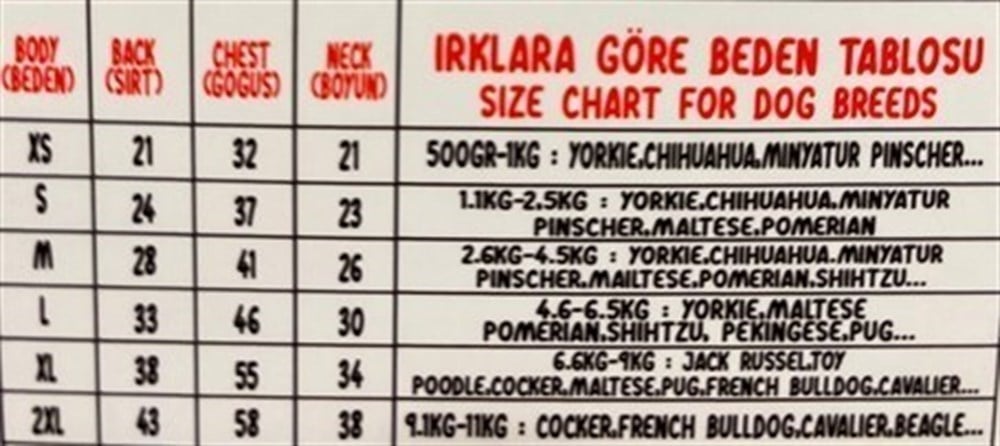 BODY (BEDEN) BACK (SIRT) CHEST (GOGUS) NECK (BOYUN) IRKLARA GÖRE BEDEN TABLOSU
SIZE CHART FOR DOG BREEDS
XS 21 32 21 500GR-1KG : YORKIE.CHIHUAHUA.MINYATUR PINSCHER...
S 24 37 23 1.1KG-2.5KG : YORKIE.CHIHUAHUA.MINYATUR
PINSCHER.MALTESE.POMERIAN
M 28 41 26 2.6KG-4.5KG : YORKIE.CHIHUAHUA.MINYATUR
PINSCHER.MAILTESE.POMERIAN.SHIHTZU...
L 33 46 30 4.6-6.5KG : YORKIE.MALTESE
POMERIAN.SHIHTZU. PEKINGESE.PUG...
XL 38 55 34 6.6KG-9KG : JACK RUSSEL.TOY
POODLE.COCKER.MALTESE.PUG.FRENCH BULLDOG.CAVALIER...
2XL 43 58 38 9.1KG-11KG : COCKER.FRENCH BULLDOG.CAVALIER.BEAGLE...